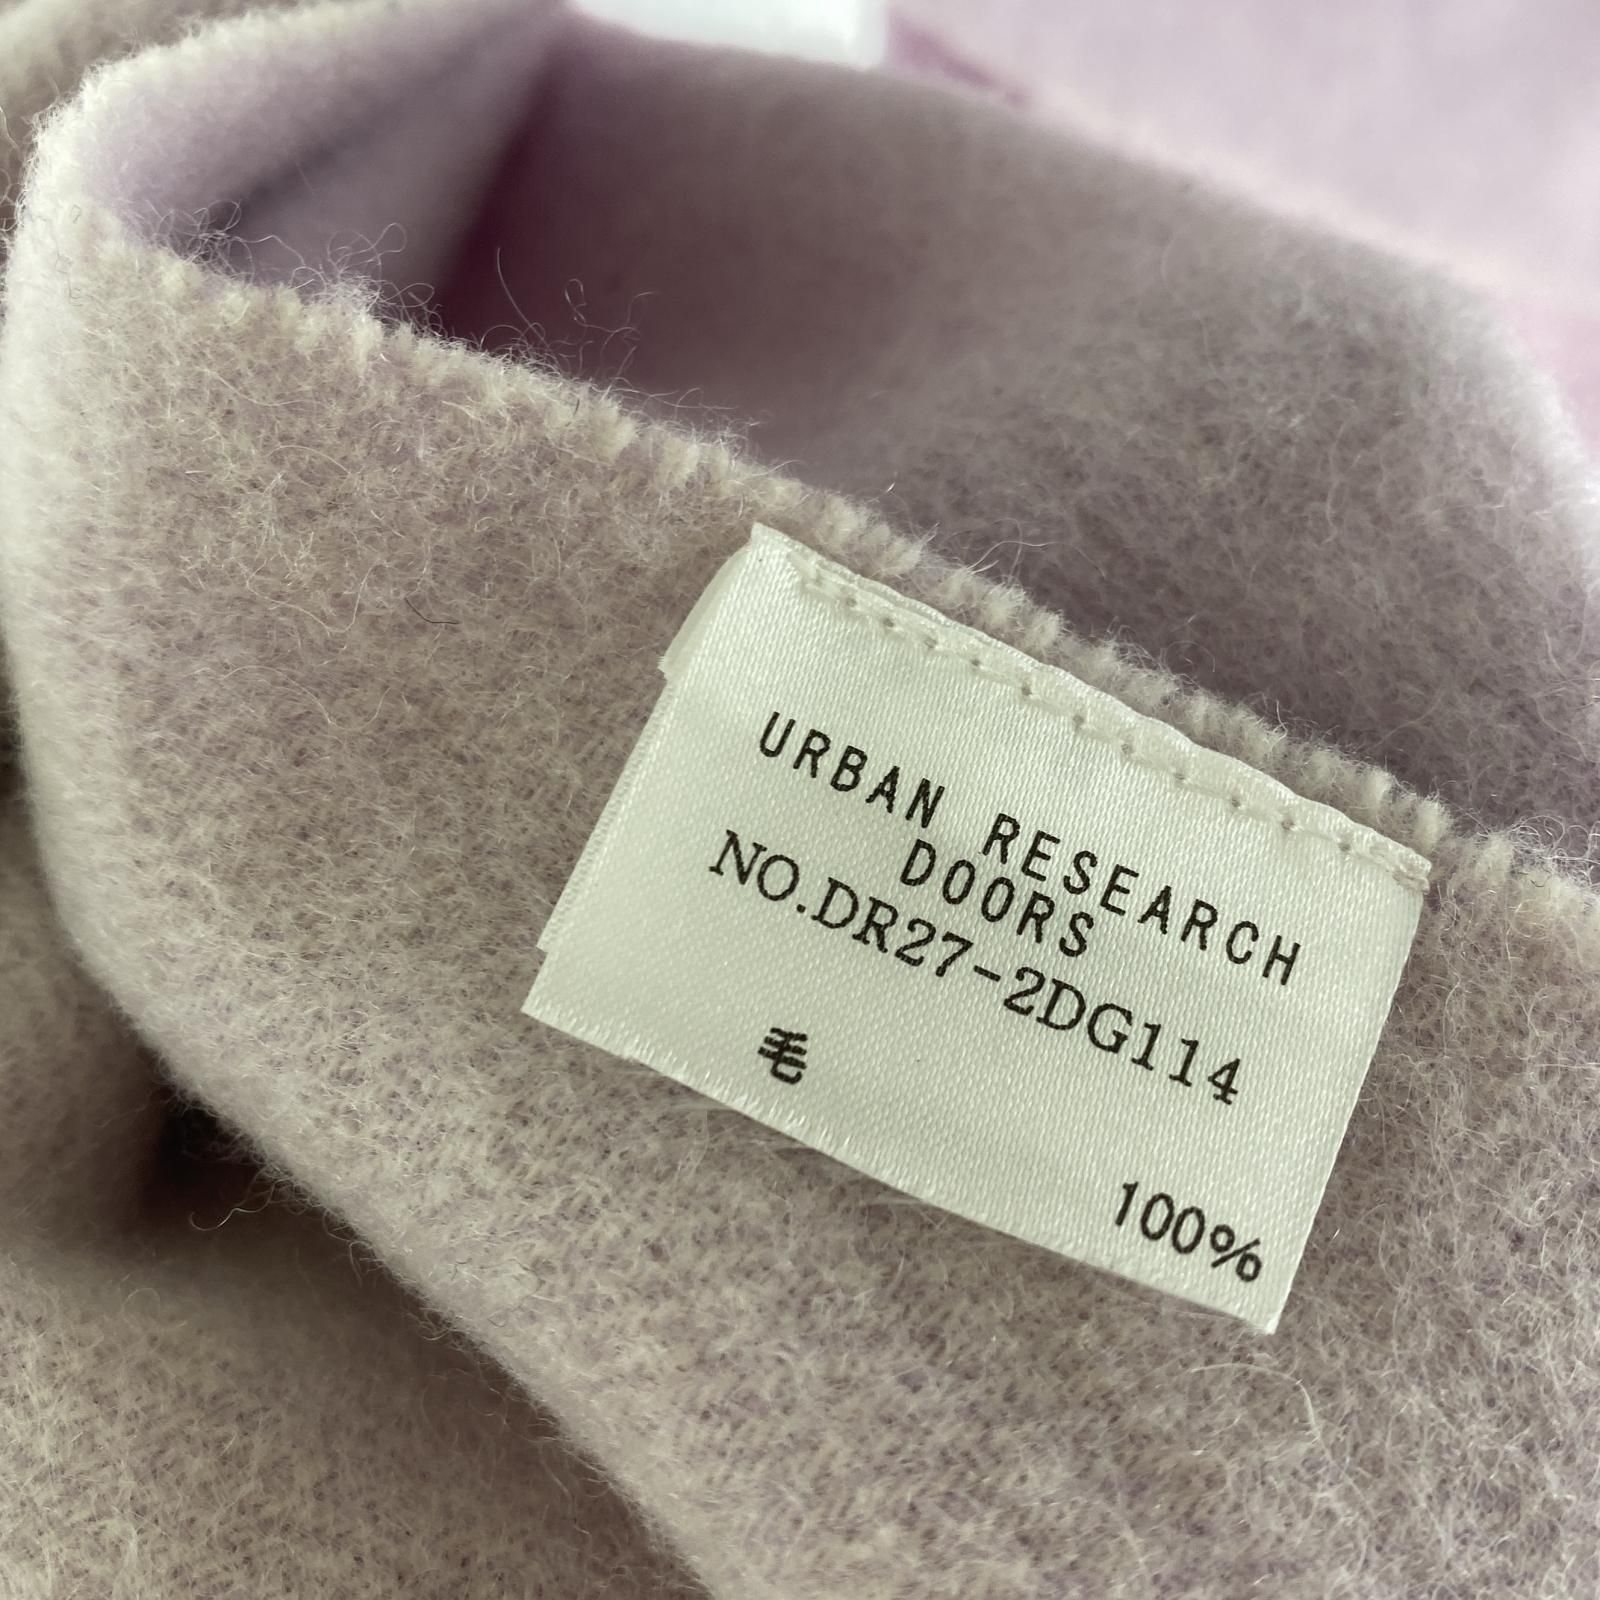 URBAN RESEARCH
DOORS
NO.DR27-2DG114
毛
100%